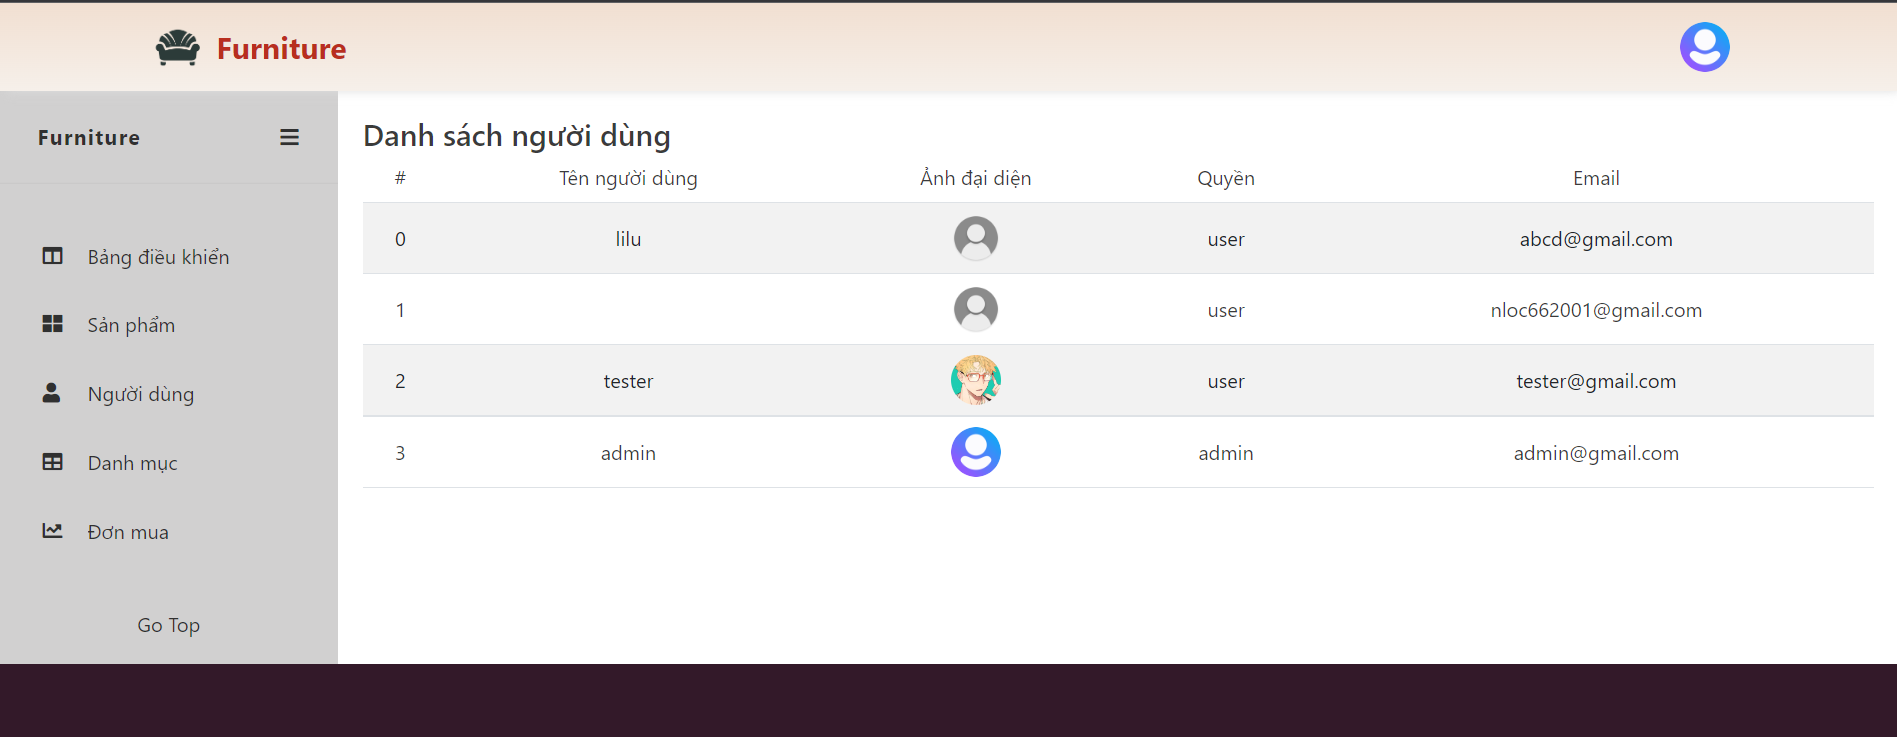 Furniture
Furniture
Bảng điều khiển
Sản phẩm
Người dùng
Danh mục
Đơn mua
Go Top
Danh sách người dùng
# Tên người dùng Ảnh đại diện Quyền Email
0 lilu user abcd@gmail.com
1 user nloc662001@gmail.com
2 tester user tester@gmail.com
3 admin admin admin@gmail.com